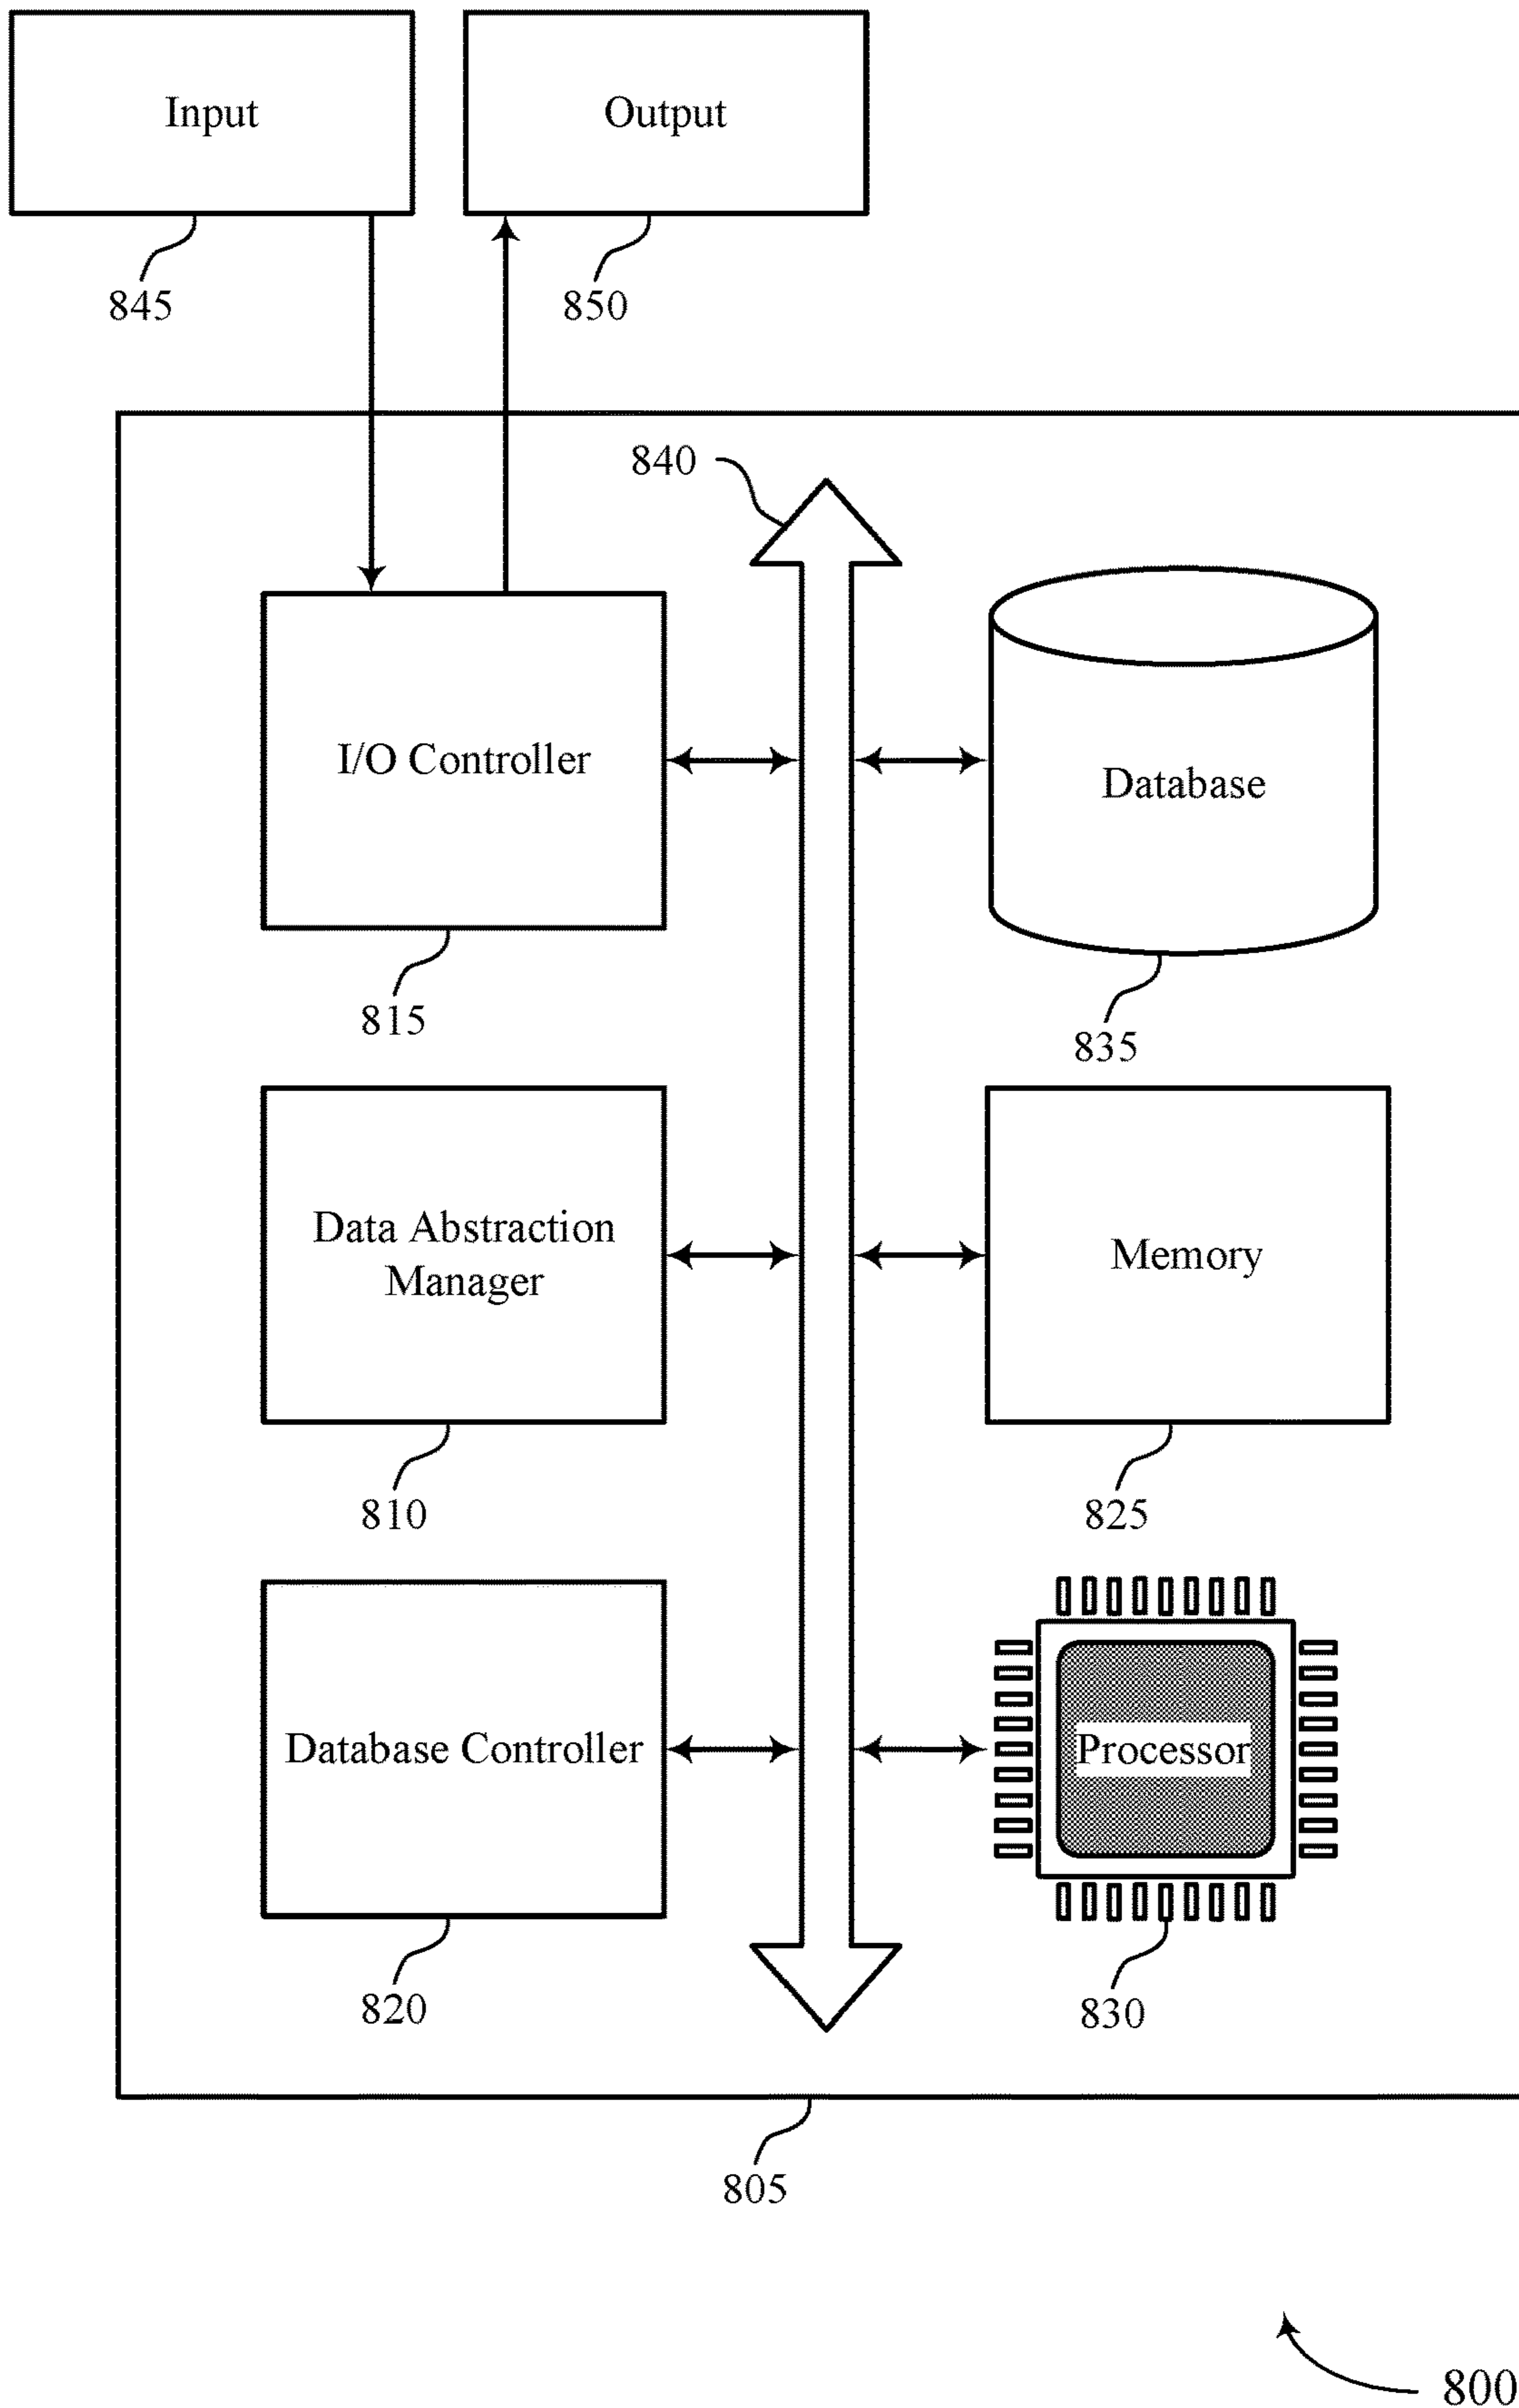 Input
Output
845
850
840
I/O Controller
Database
815
835
Data Abstraction
Manager
Memory
810
825
Database Controller
Processor
820
830
805
800